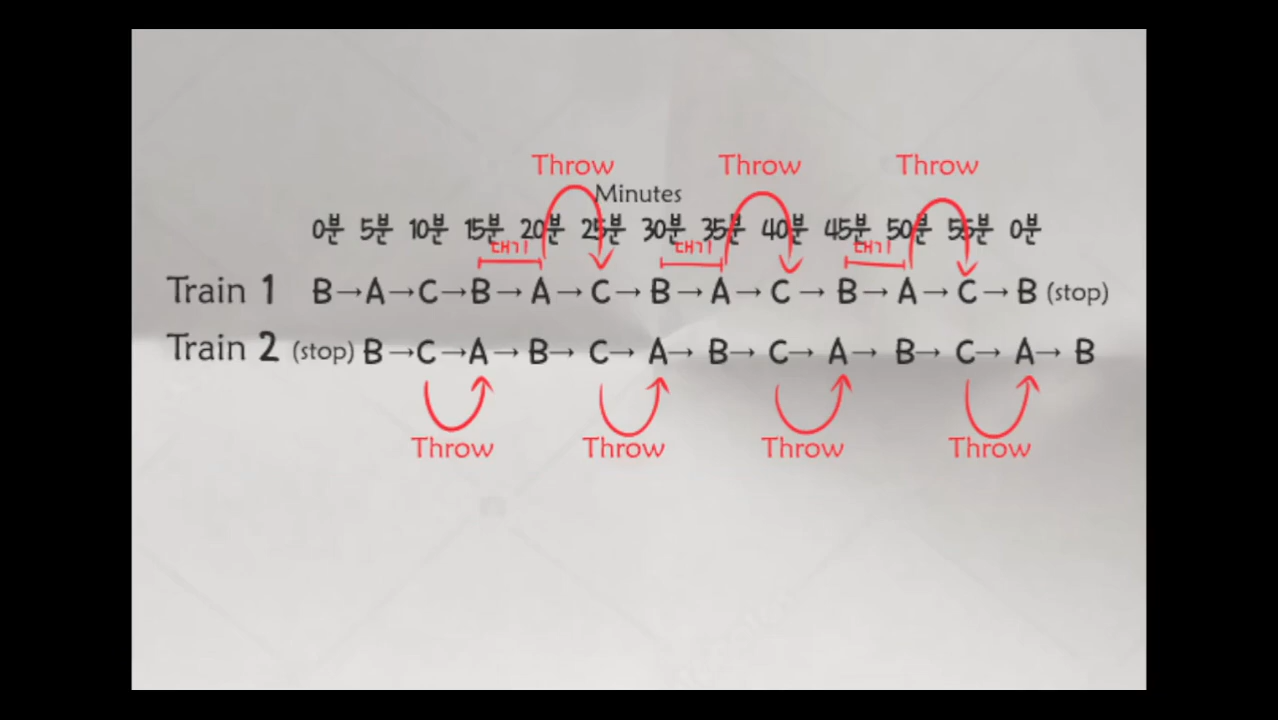 Throw Throw Throw
Minutes
0분 5분 10분 15분 20분 25분 30분 35분 40분 45분 50분 55분 0분
대기 대기 대기
Train 1 B→A→C→B→A→C→B→A→C→B→A→C→B (stop)
Train 2 (stop) B→C→A→B→C→A→B→C→A→B→C→A→B
Throw Throw Throw Throw